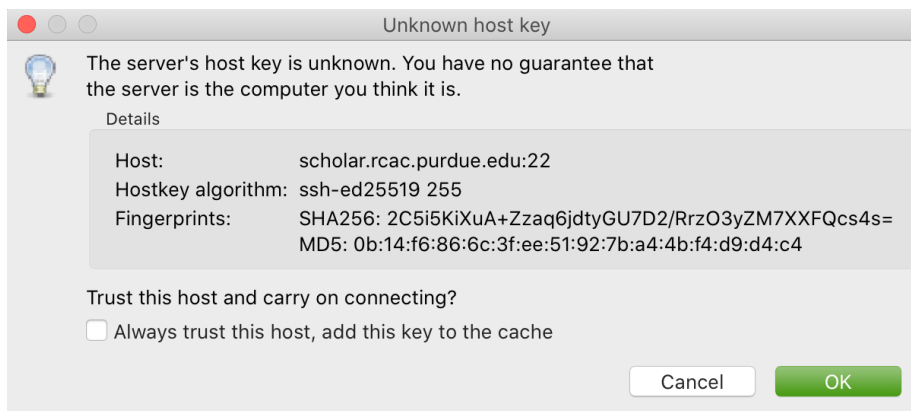 Unknown host key
The server's host key is unknown. You have no guarantee that
the server is the computer you think it is.
Details
Host: scholar.rcac.purdue.edu:22
Hostkey algorithm: ssh-ed25519 255
Fingerprints: SHA256: 2C5i5KiXuA+Zzaq6jdtyGU7D2/RrzO3yZM7XXFQcs4s=
MD5: 0b:14:f6:86:6c:3f:ee:51:92:7b:a4:4b:f4:d9:d4:c4
Trust this host and carry on connecting?
Always trust this host, add this key to the cache
Cancel OK